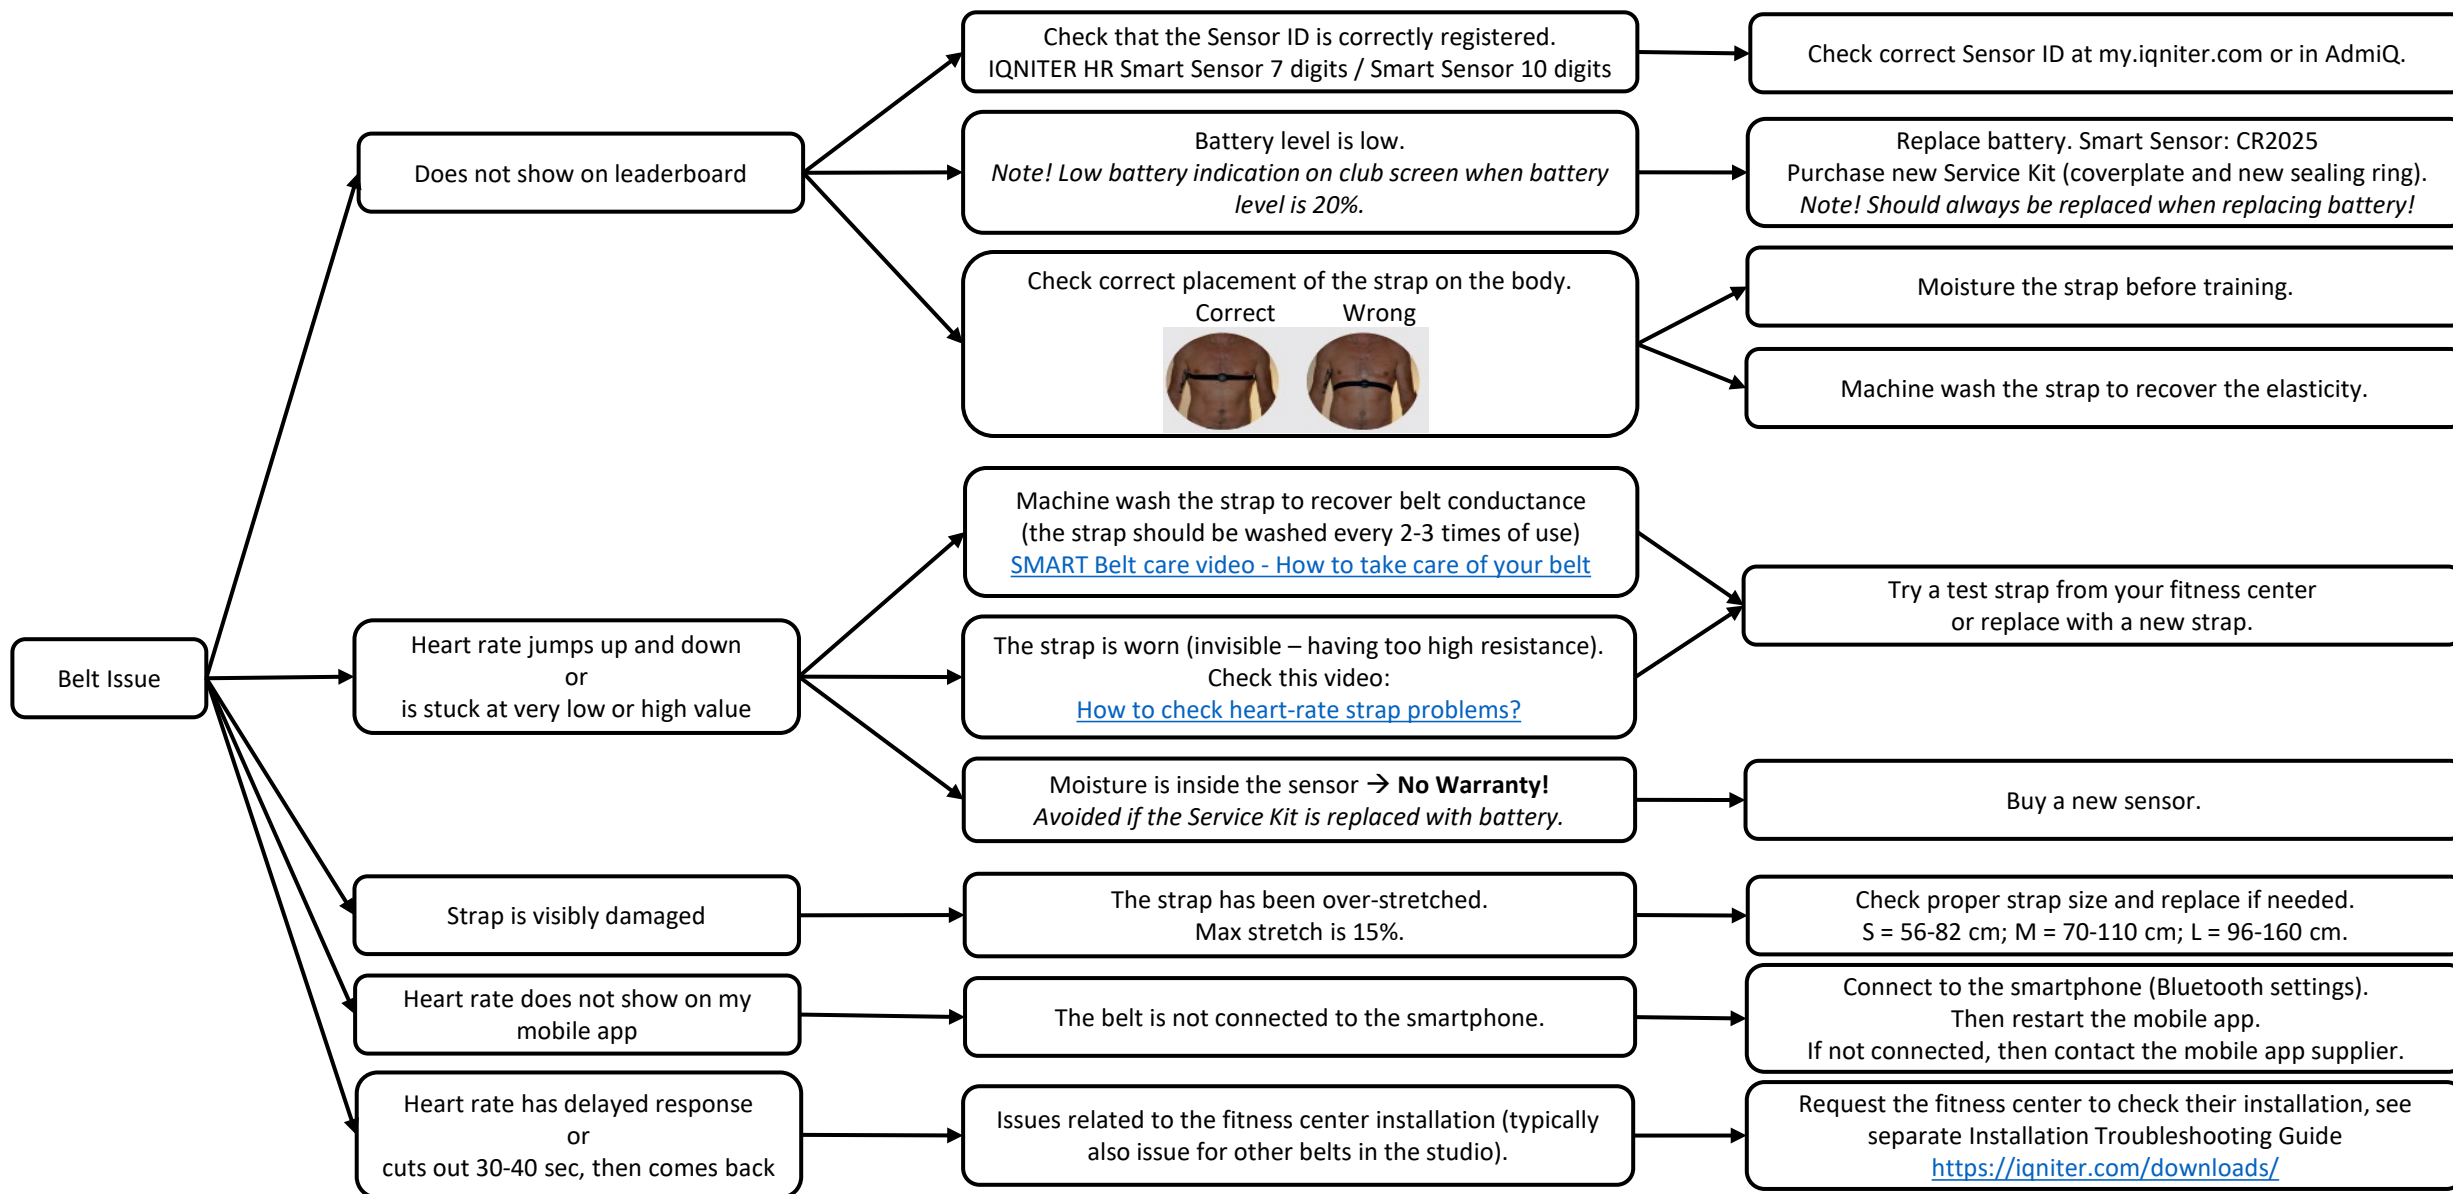 Belt Issue
Does not show on leaderboard
Check that the Sensor ID is correctly registered.
IQNITER HR Smart Sensor 7 digits / Smart Sensor 10 digits
Check correct Sensor ID at my.iqniter.com or in AdmiQ.
Battery level is low.
Note! Low battery indication on club screen when battery
level is 20%.
Replace battery. Smart Sensor: CR2025
Purchase new Service Kit (coverplate and new sealing ring).
Note! Should always be replaced when replacing battery!
Check correct placement of the strap on the body.
Correct Wrong
Moisture the strap before training.
Machine wash the strap to recover the elasticity.
Heart rate jumps up and down
or
is stuck at very low or high value
Machine wash the strap to recover belt conductance
(the strap should be washed every 2-3 times of use)
SMART Belt care video - How to take care of your belt
The strap is worn (invisible – having too high resistance).
Check this video:
How to check heart-rate strap problems?
Try a test strap from your fitness center
or replace with a new strap.
Moisture is inside the sensor → No Warranty!
Avoided if the Service Kit is replaced with battery.
Buy a new sensor.
Strap is visibly damaged
The strap has been over-stretched.
Max stretch is 15%.
Check proper strap size and replace if needed.
S = 56-82 cm; M = 70-110 cm; L = 96-160 cm.
Heart rate does not show on my
mobile app
The belt is not connected to the smartphone.
Connect to the smartphone (Bluetooth settings).
Then restart the mobile app.
If not connected, then contact the mobile app supplier.
Heart rate has delayed response
or
cuts out 30-40 sec, then comes back
Issues related to the fitness center installation (typically
also issue for other belts in the studio).
Request the fitness center to check their installation, see
separate Installation Troubleshooting Guide
https://iqniter.com/downloads/